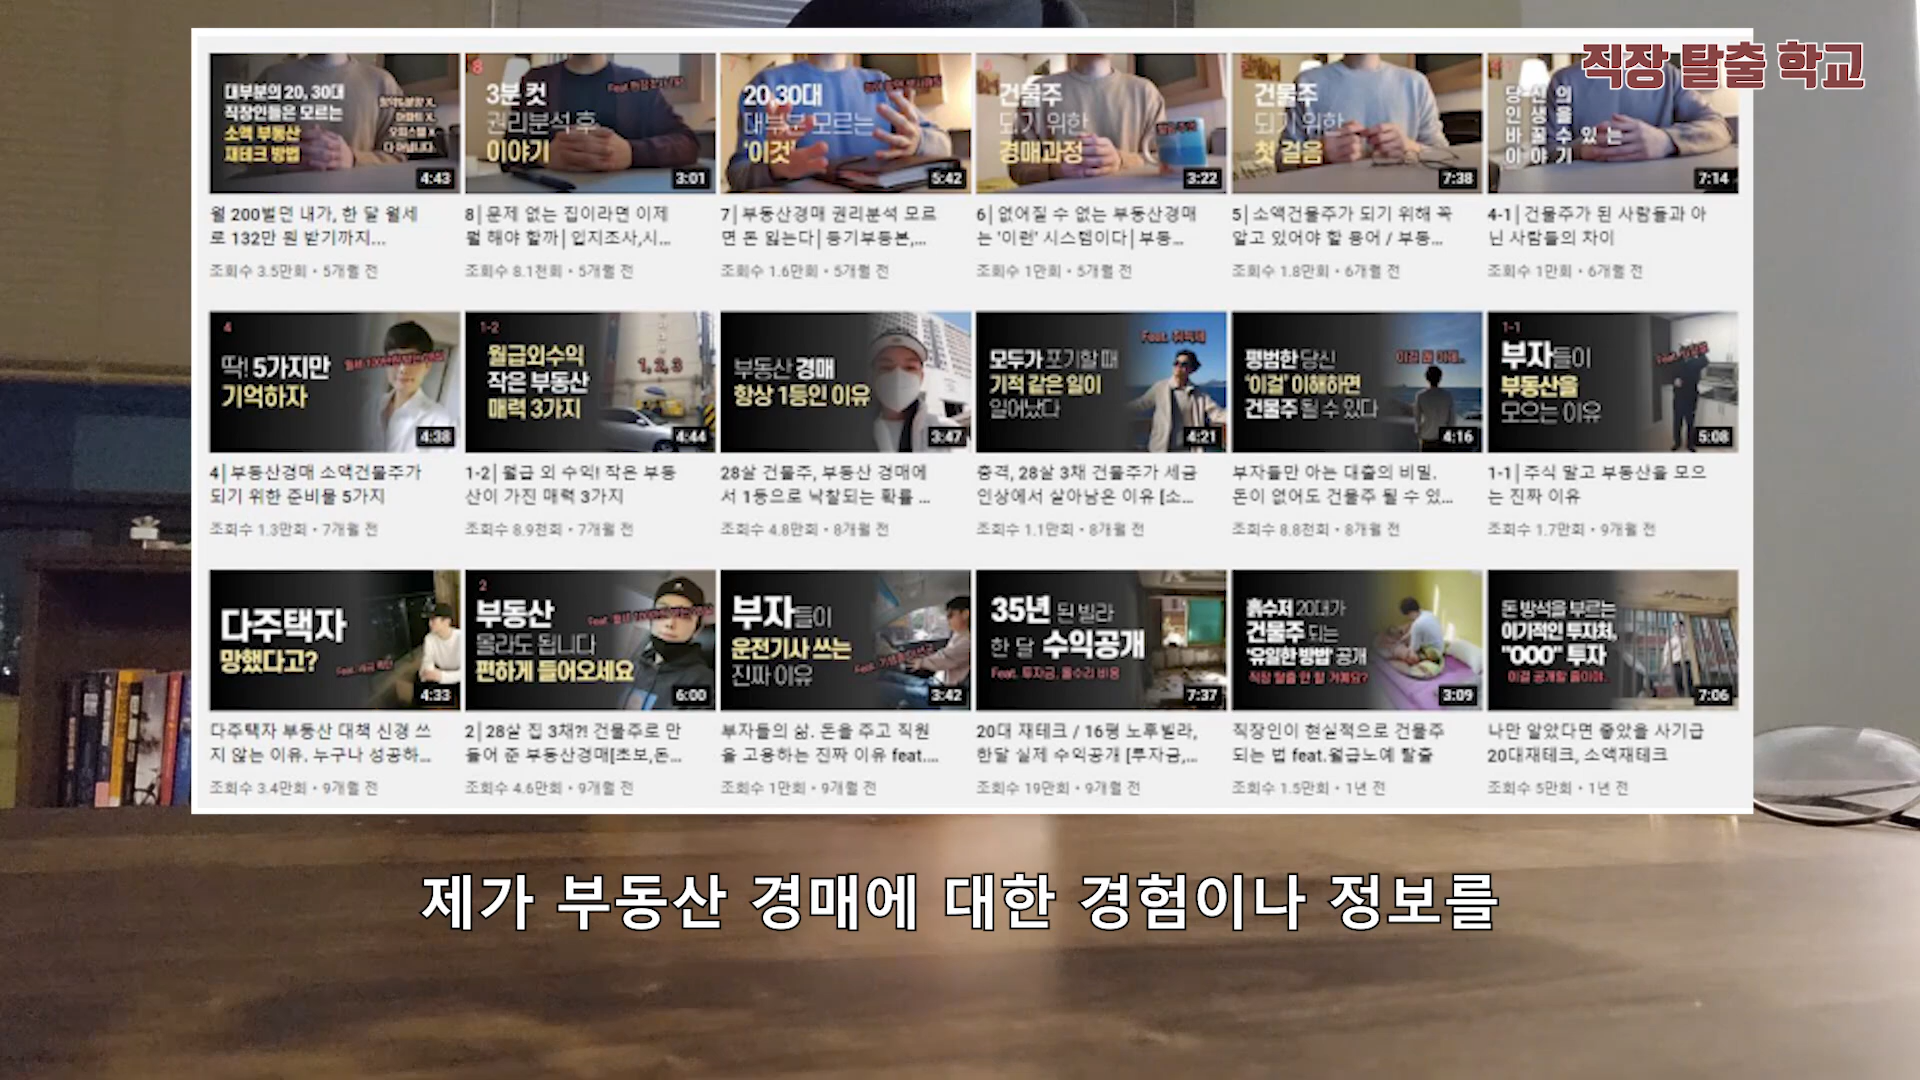 직장 탈출 학교
대부분의 20, 30대
직장인들은 모르는
소액 부동산
재테크 방법
4:43
월 200벌던 내가, 한 달 월세
로 132만 원 받기까지...
조회수 3.5만회 • 5개월 전
8
3분 컷
권리분석 후
이야기
3:01
8│문제 없는 집이라면 이제
뭘 해야 할까│입지조사,시...
조회수 8.1천회 • 5개월 전
7
20,30대
대부분 모르는
'이것'
5:42
7│부동산경매 권리분석 모르
면 돈 잃는다│등기부등본,...
조회수 1.6만회 • 5개월 전
건물주
되기 위한
경매과정
3:22
6│없어질 수 없는 부동산경매
는 '이런' 시스템이다│부동...
조회수 1만회 • 5개월 전
건물주
되기 위한
첫 걸음
7:38
5│소액건물주가 되기 위해 꼭
알고 있어야 할 용어 / 부동...
조회수 1.8만회 • 6개월 전
당신의
인생을
바꿀 수 있는
이야기
7:14
4-1│건물주가 된 사람들과 아
닌 사람들의 차이
조회수 1만회 • 6개월 전
4
딱! 5가지만
기억하자
4:38
4│부동산경매 소액건물주가
되기 위한 준비물 5가지
조회수 1.3만회 • 7개월 전
1-2
월급외수익
작은 부동산
매력 3가지
1, 2, 3
4:44
1-2│월급 외 수익! 작은 부동
산이 가진 매력 3가지
조회수 8.9천회 • 7개월 전
부동산 경매
항상 1등인 이유
3:47
28살 건물주, 부동산 경매에
서 1등으로 낙찰되는 확률 ...
조회수 4.8만회 • 8개월 전
모두가 포기할 때
기적 같은 일이
일어났다
4:21
충격, 28살 3채 건물주가 세금
인상에서 살아남은 이유 [소...
조회수 1.1만회 • 8개월 전
평범한 당신
'이걸' 이해하면
건물주 될 수 있다
4:16
부자들만 아는 대출의 비밀.
돈이 없어도 건물주 될 수 있...
조회수 8.8천회 • 8개월 전
1-1
부자들이
부동산을
모으는 이유
5:08
1-1│주식 말고 부동산을 모으
는 진짜 이유
조회수 1.7만회 • 9개월 전
다주택자
망했다고?
4:33
다주택자 부동산 대책 신경 쓰
지 않는 이유. 누구나 성공하...
조회수 3.4만회 • 9개월 전
2
부동산
몰라도 됩니다
편하게 들어오세요
6:00
2│28살 집 3채?! 건물주로 만
들어 준 부동산경매[초보,돈...
조회수 4.6만회 • 9개월 전
부자들이
운전기사 쓰는
진짜 이유
3:42
부자들의 삶. 돈을 주고 직원
을 고용하는 진짜 이유 feat....
조회수 1만회 • 9개월 전
35년 된 빌라
한 달 수익공개
Feat. 투자금, 올수리 비용
7:37
20대 재테크 / 16평 노후빌라,
한달 실제 수익공개 [투자금,...
조회수 19만회 • 9개월 전
흙수저 20대가
건물주 되는
'유일한 방법' 공개
직장 탈출 안 할 거예요?
3:09
직장인이 현실적으로 건물주
되는 법 feat.월급노예 탈출
조회수 1.5만회 • 1년 전
돈 방석을 부르는
이기적인 투자처,
"OOO" 투자
이걸 공개할 줄이야..
7:06
나만 알았다면 좋았을 사기급
20대재테크, 소액재테크
조회수 5만회 • 1년 전
제가 부동산 경매에 대한 경험이나 정보를